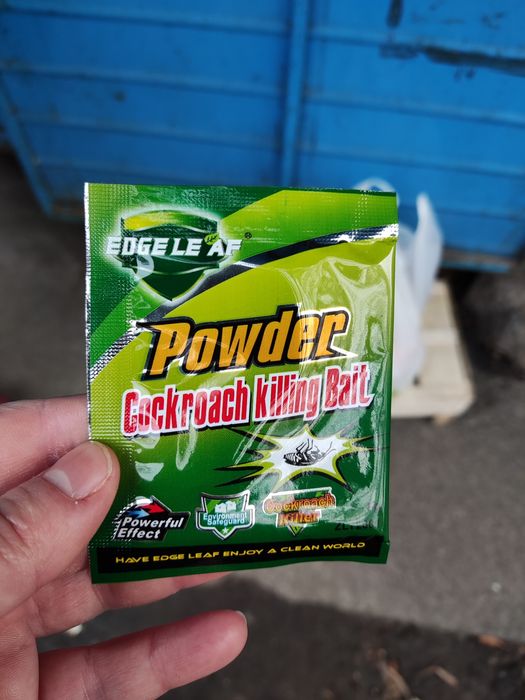 EDGE LEAF®
Powder
Cockroach Killing Bait
Powerful
Effect
Environment
Safeguard
Cockroach
Killer
HAVE EDGE LEAF ENJOY A CLEAN WORLD